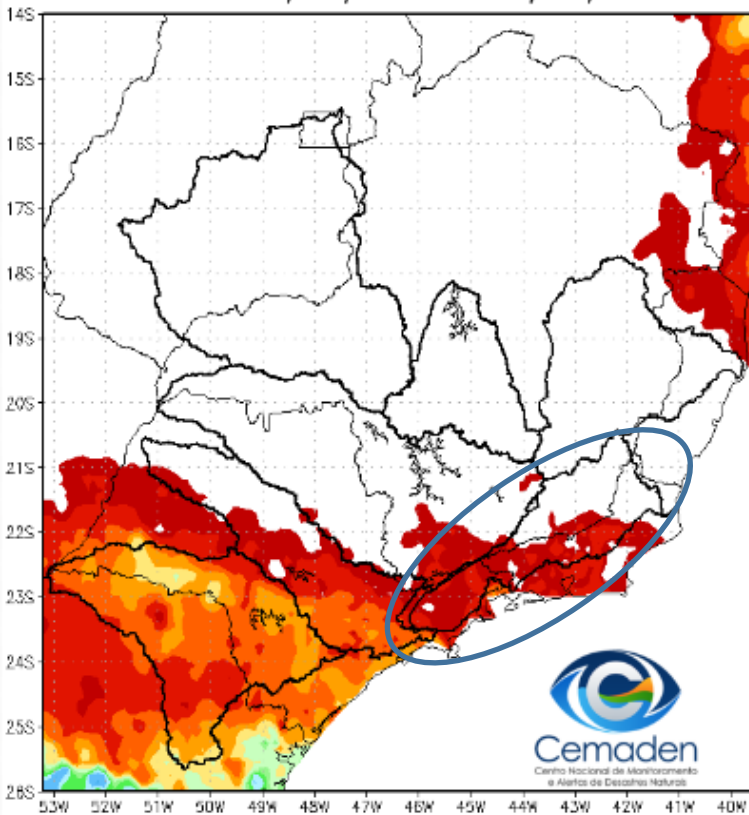 14S
15S
16S
17S
18S
19S
20S
21S
22S
23S
24S
25S
26S
53W 52W 51W 50W 49W 48W 47W 46W 45W 44W 43W 42W 41W 40W
Cemaden
Centro Nacional de Monitoramento
e Alertas de Desastres Naturais